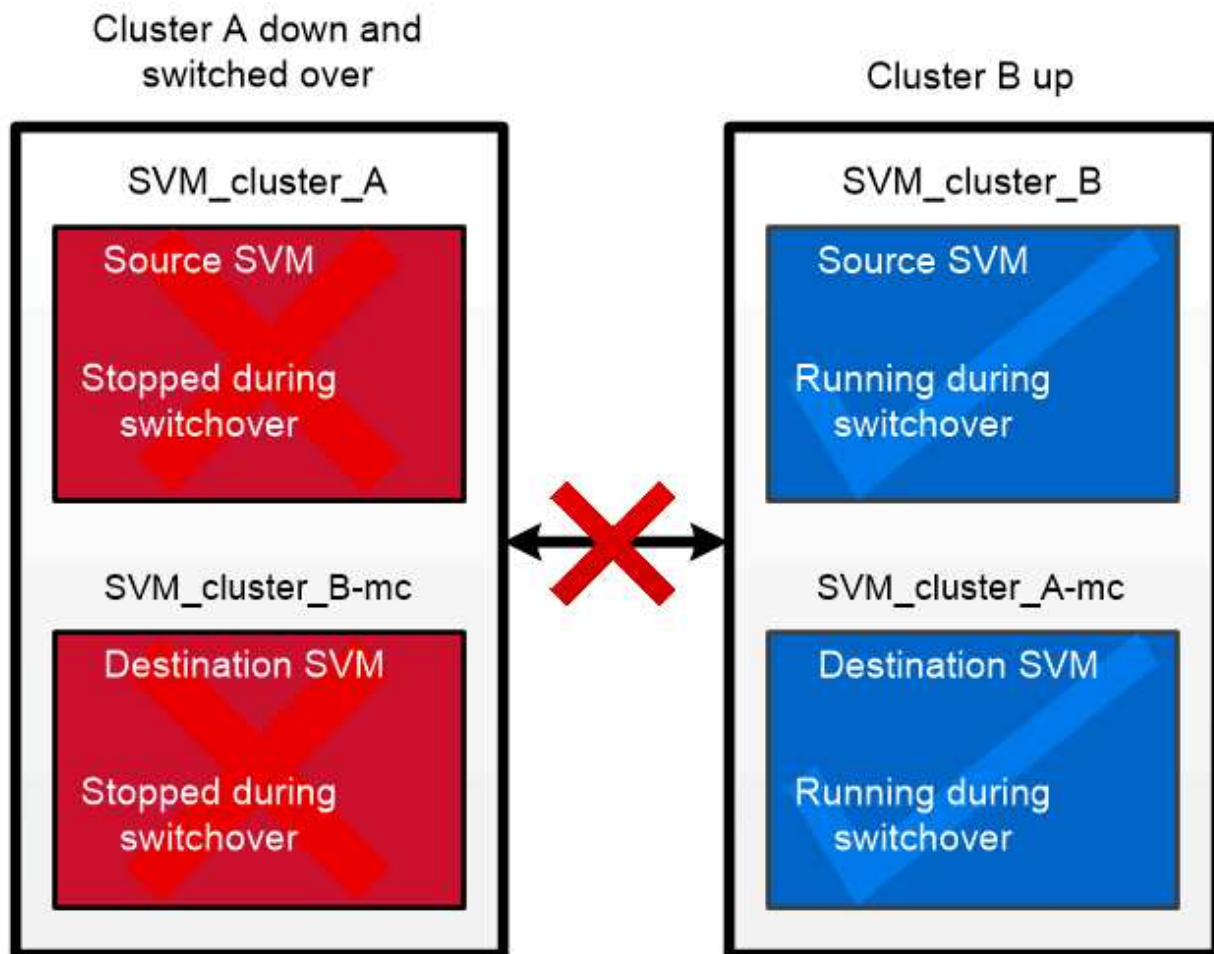 Cluster A down and
switched over
SVM_cluster_A
Source SVM
Stopped during
switchover
SVM_cluster_B-mc
Destination SVM
Stopped during
switchover
Cluster B up
SVM_cluster_B
Source SVM
Running during
switchover
SVM_cluster_A-mc
Destination SVM
Running during
switchover